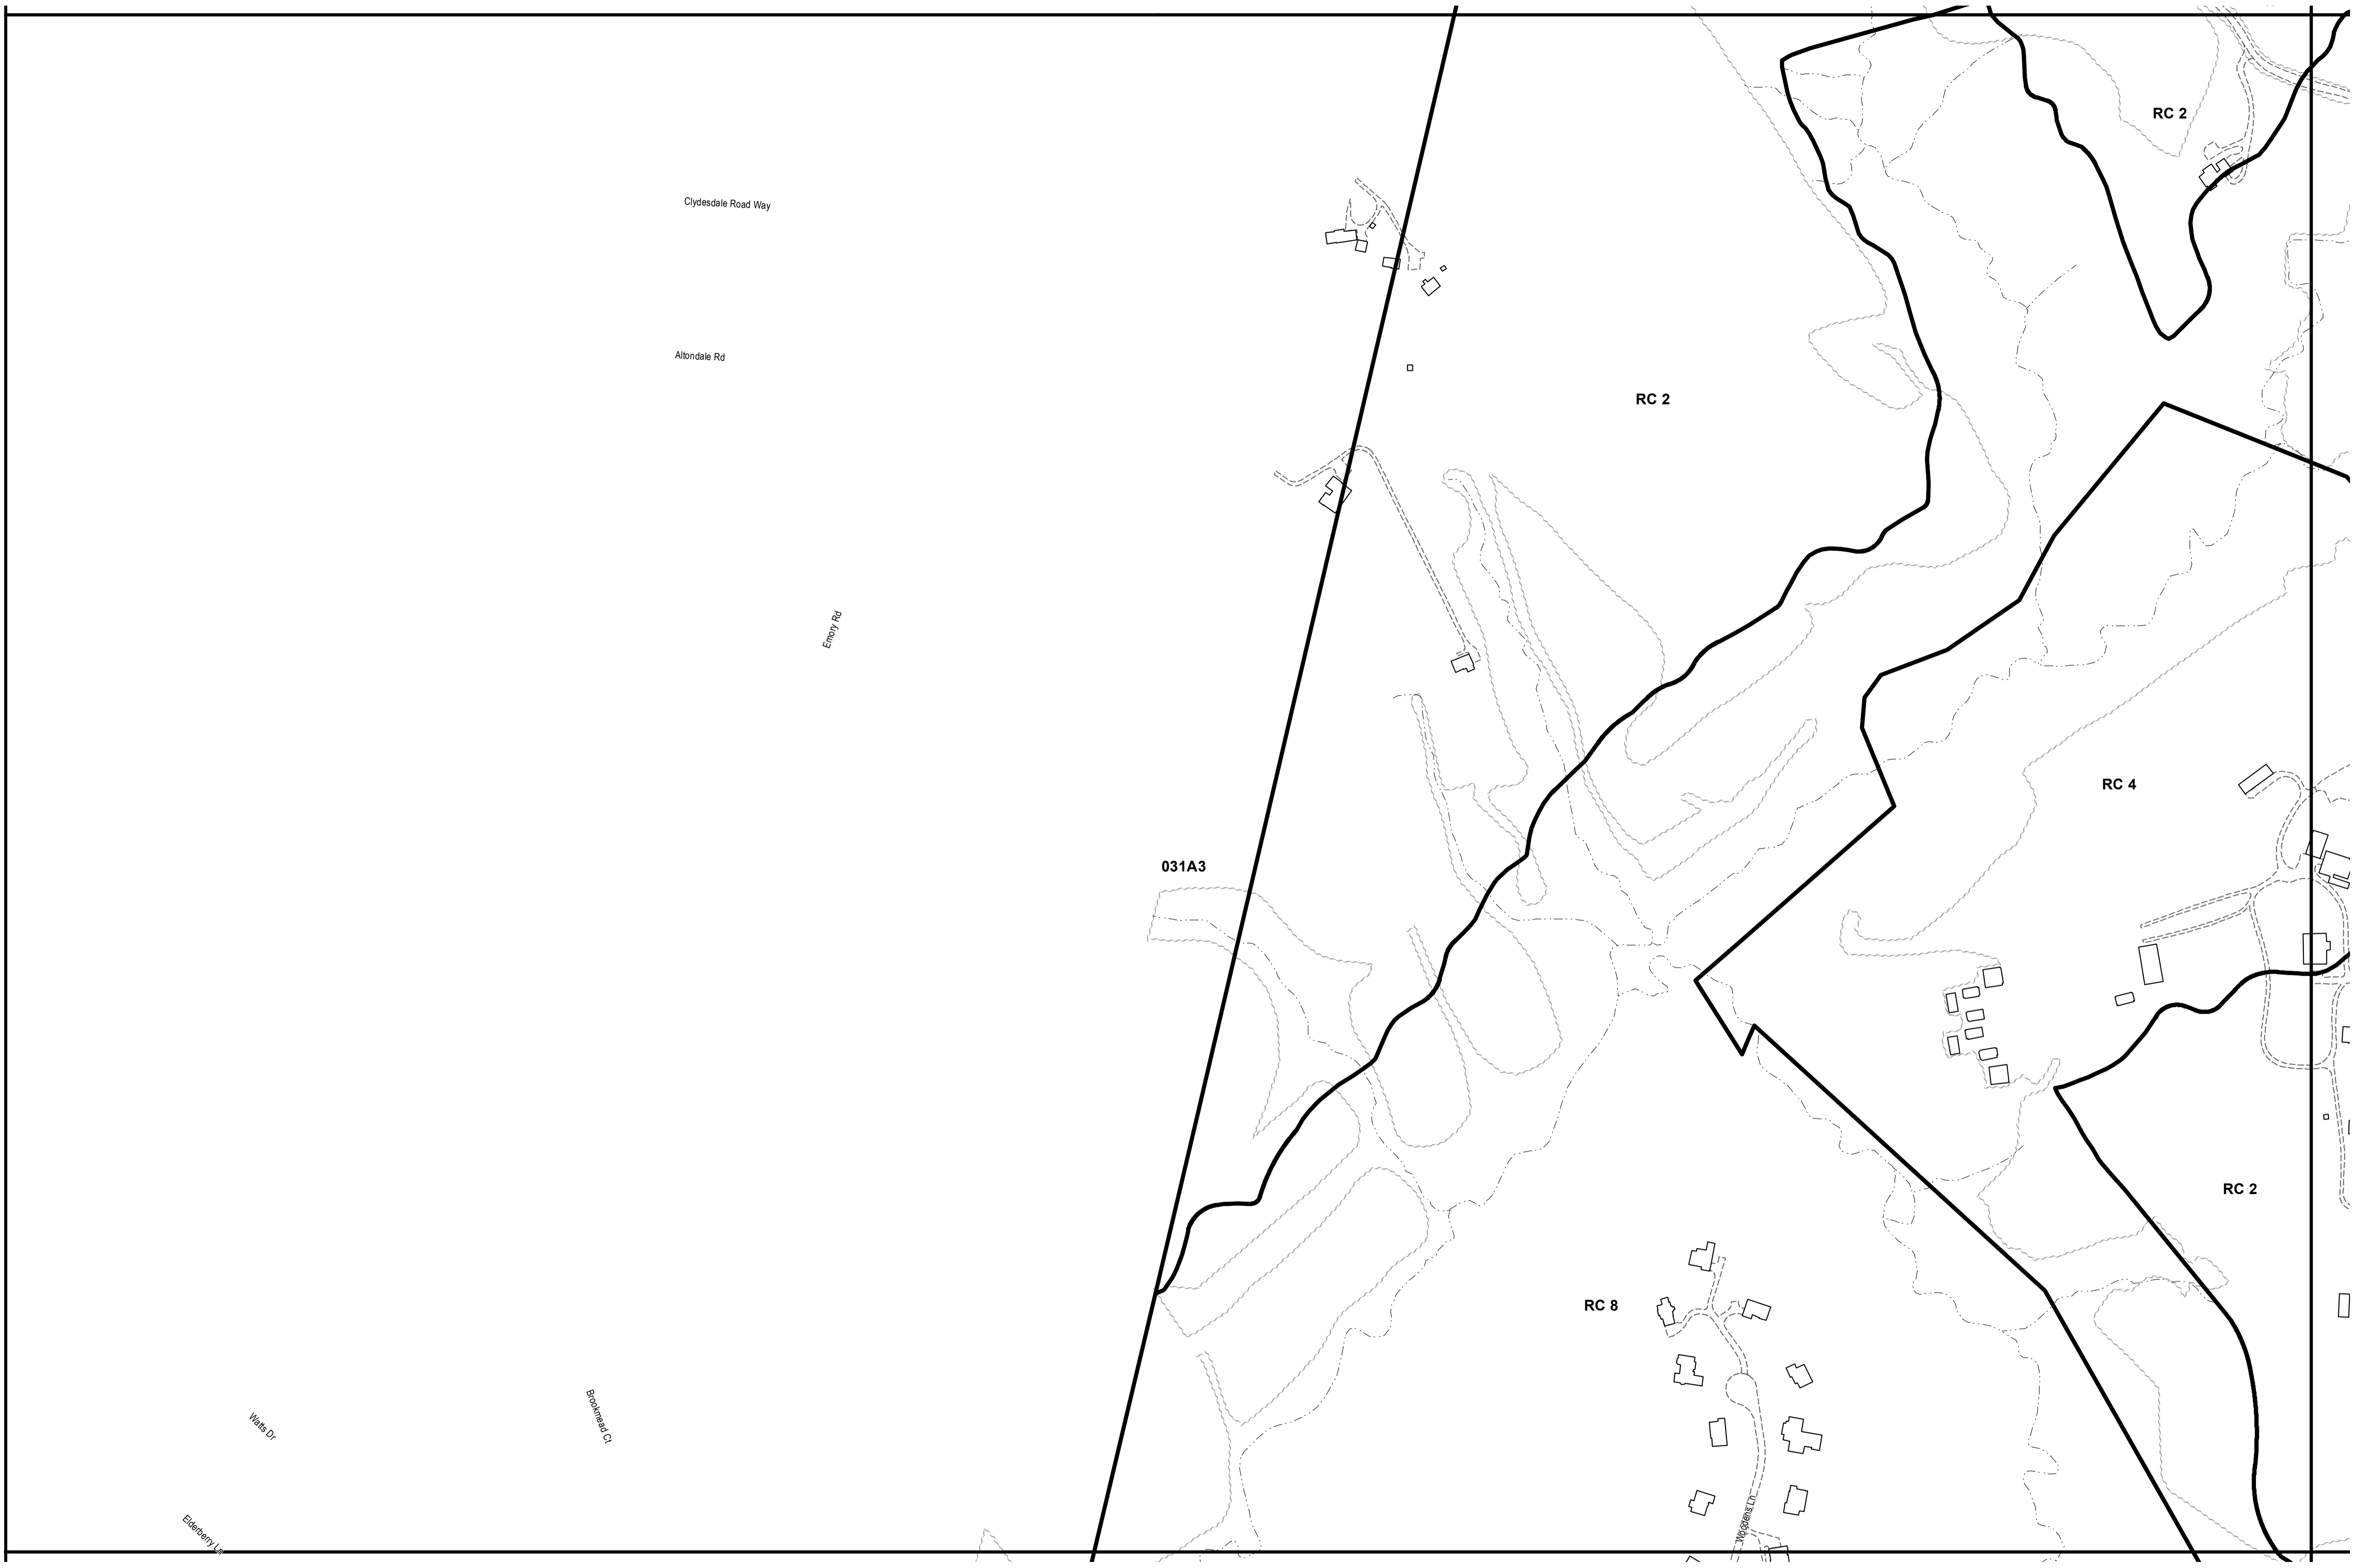 RC 2
Clydesdale Road Way
Altondale Rd
RC 2
Emory Rd
RC 4
031A3
RC 2
RC 8
Brookmead Ct
Watts Dr
Woodens Ln
Elderberry Ln